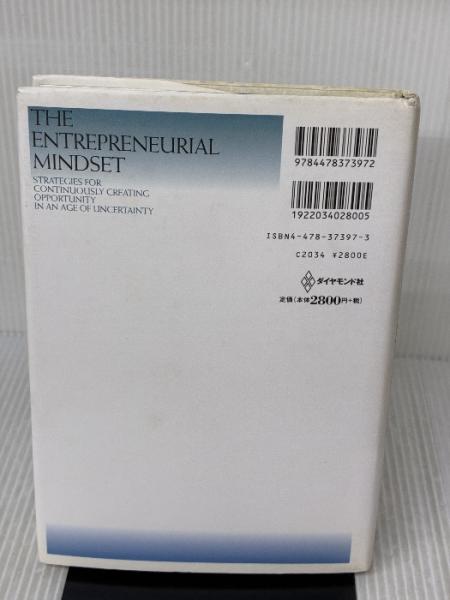 THE
ENTREPRENEURIAL
MINDSET
STRATEGIES FOR
CONTINUOUSLY CREATING
OPPORTUNITY
IN AN AGE OF UNCERTAINTY
9784478373972
1922034028005
ISBN4-478-37397-3
C2034 ¥2800E
ダイヤモンド社
定価(本体2800円+税)